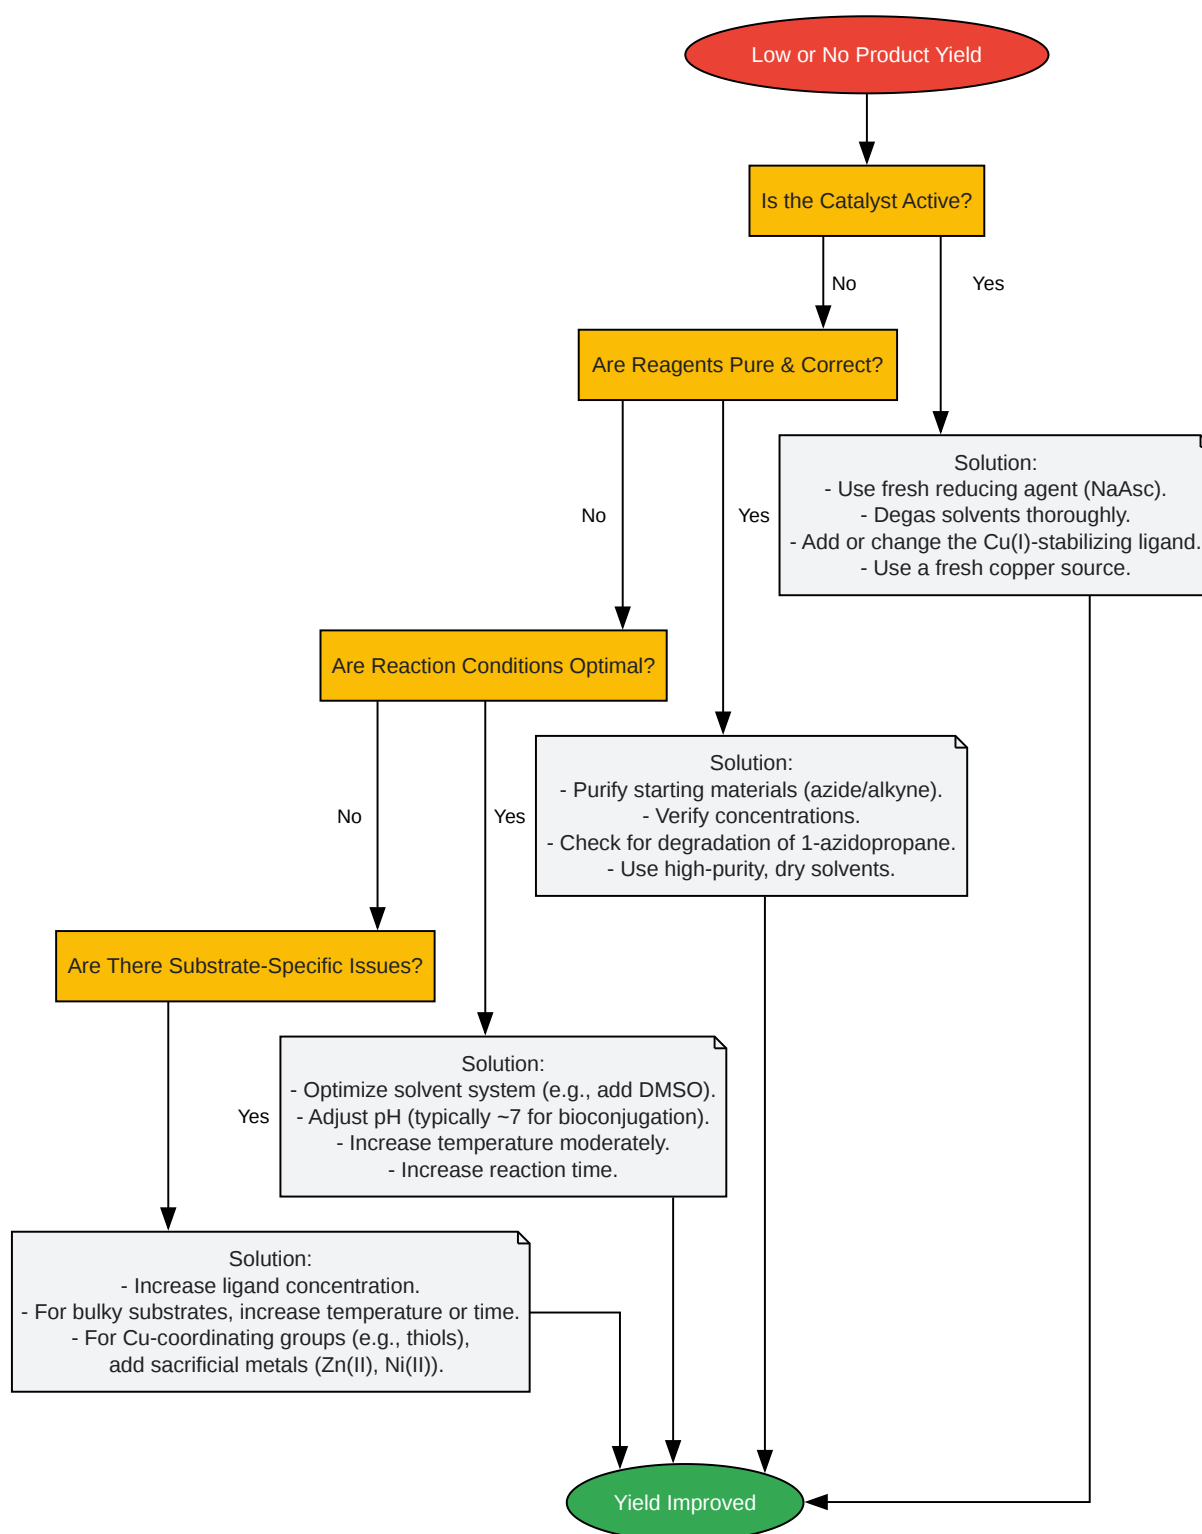 Low or No Product Yield
Is the Catalyst Active?
No
Yes
Are Reagents Pure & Correct?
Solution:
- Use fresh reducing agent (NaAsc).
- Degas solvents thoroughly.
- Add or change the Cu(I)-stabilizing ligand.
- Use a fresh copper source.
No
Yes
Are Reaction Conditions Optimal?
Solution:
- Purify starting materials (azide/alkyne).
- Verify concentrations.
- Check for degradation of 1-azidopropane.
- Use high-purity, dry solvents.
No
Yes
Are There Substrate-Specific Issues?
Solution:
- Optimize solvent system (e.g., add DMSO).
- Adjust pH (typically ~7 for bioconjugation).
- Increase temperature moderately.
- Increase reaction time.
Yes
Solution:
- Increase ligand concentration.
- For bulky substrates, increase temperature or time.
- For Cu-coordinating groups (e.g., thiols),
add sacrificial metals (Zn(II), Ni(II)).
Yield Improved